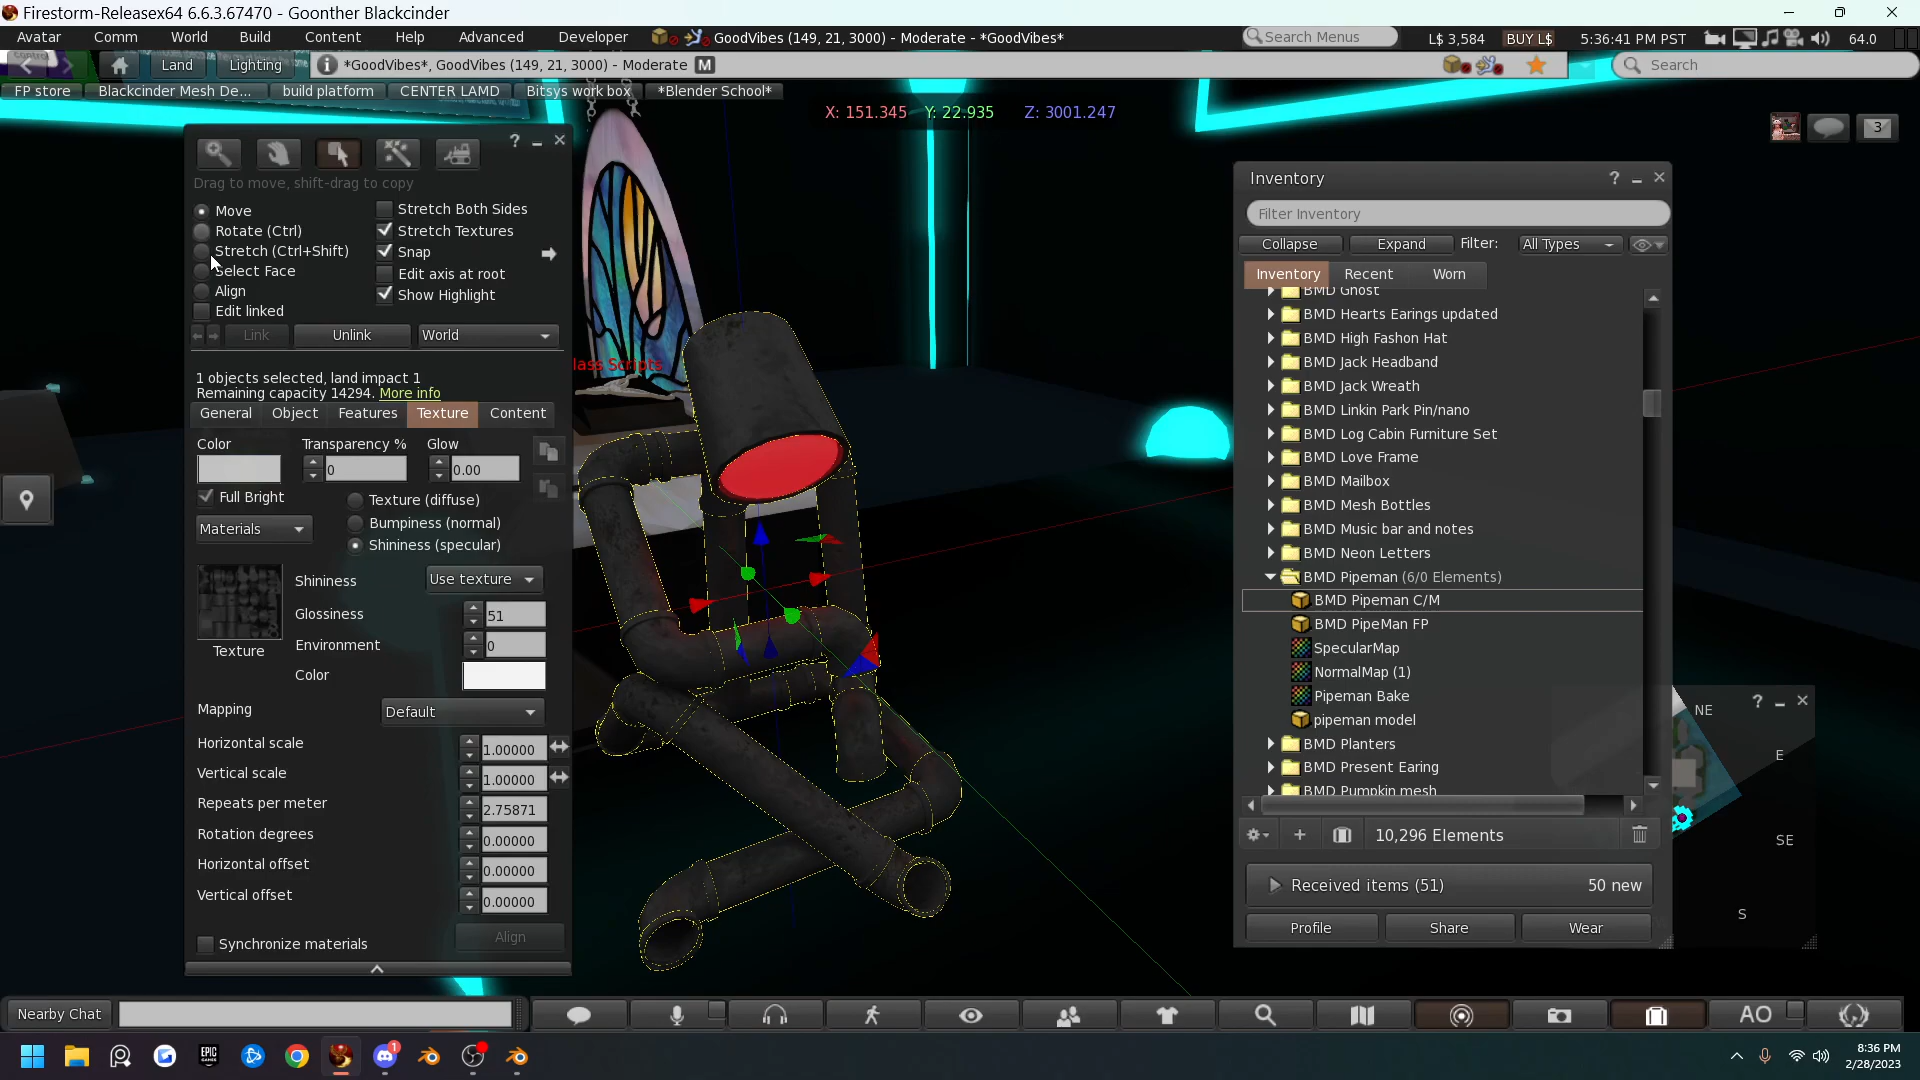 Firestorm-Releasex64 6.6.3.67470 - Goonther Blackcinder
Avatar Comm World Build Content Help Advanced Developer GoodVibes (149, 21, 3000) - Moderate - *GoodVibes* Search Menus L$ 3,584 BUY L$ 5:36:41 PM PST 64.0
Land Lighting *GoodVibes*, GoodVibes (149, 21, 3000) - Moderate M Search
FP store Blackcinder Mesh De... build platform CENTER LAMD Bitsys work box *Blender School*
X: 151.345 Y: 22.935 Z: 3001.247
3
Drag to move, shift-drag to copy
Move
Rotate (Ctrl)
Stretch (Ctrl+Shift)
Select Face
Align
Edit linked
Stretch Both Sides
Stretch Textures
Snap
Edit axis at root
Show Highlight
Link Unlink World
1 objects selected, land impact 1
Remaining capacity 14294. More info
General Object Features Texture Content
Color Transparency % Glow
0 0.00
Full Bright
Materials
Texture (diffuse)
Bumpiness (normal)
Shininess (specular)
Texture
Shininess Use texture
Glossiness 51
Environment 0
Color
Mapping Default
Horizontal scale 1.00000
Vertical scale 1.00000
Repeats per meter 2.75871
Rotation degrees 0.00000
Horizontal offset 0.00000
Vertical offset 0.00000
Synchronize materials Align
lass Scripts
Inventory
Filter Inventory
Collapse Expand Filter: All Types
Inventory Recent Worn
BMD Ghost
BMD Hearts Earings updated
BMD High Fashon Hat
BMD Jack Headband
BMD Jack Wreath
BMD Linkin Park Pin/nano
BMD Log Cabin Furniture Set
BMD Love Frame
BMD Mailbox
BMD Mesh Bottles
BMD Music bar and notes
BMD Neon Letters
BMD Pipeman (6/0 Elements)
BMD Pipeman C/M
BMD PipeMan FP
SpecularMap
NormalMap (1)
Pipeman Bake
pipeman model
BMD Planters
BMD Present Earing
BMD Pumpkin mesh
10,296 Elements
Received items (51) 50 new
Profile Share Wear
NE
E
SE
S
Nearby Chat
AO
EPIC GAMES
1
8:36 PM
2/28/2023